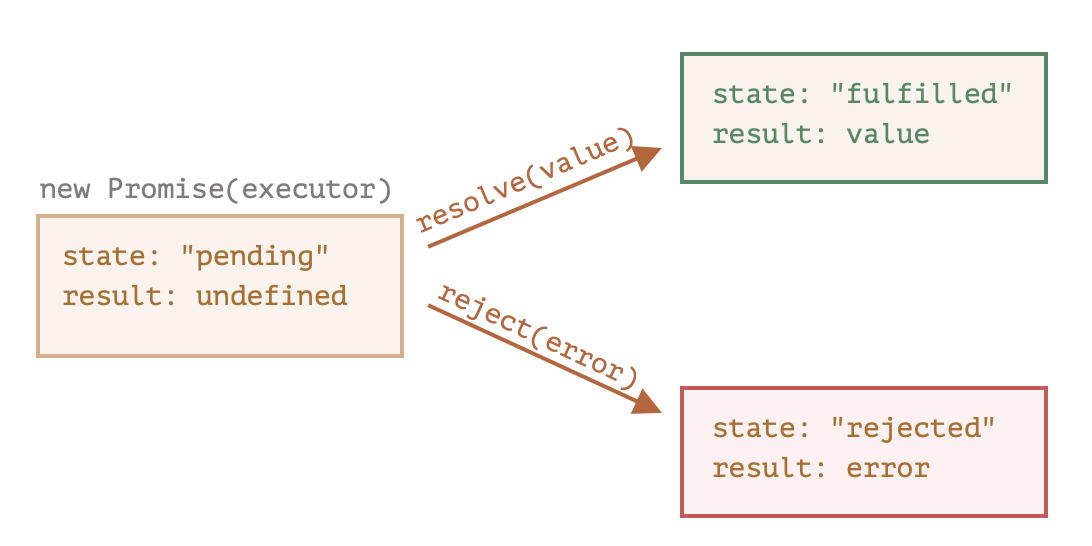 new Promise(executor)
state: "pending"
result: undefined
resolve(value)
reject(error)
state: "fulfilled"
result: value
state: "rejected"
result: error